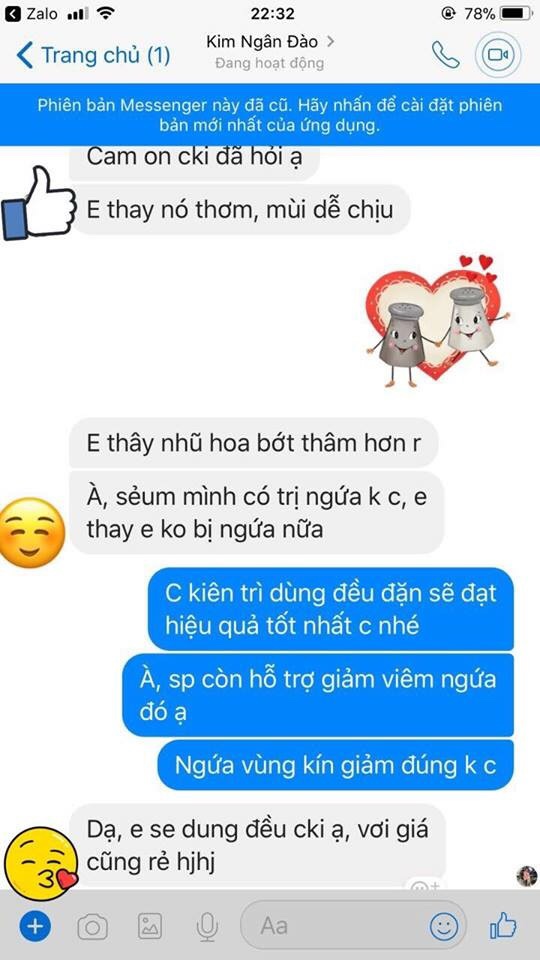 Zalo 22:32 78%
Trang chủ (1) Kim Ngân Đào
Đang hoạt động
Phiên bản Messenger này đã cũ. Hãy nhấn để cài đặt phiên
bản mới nhất của ứng dụng.
Cam on cki đã hỏi ạ
E thay nó thơm, mùi dễ chịu
E thây nhũ hoa bớt thâm hơn r
À, sẻum mình có trị ngứa k c, e
thay e ko bị ngứa nữa
C kiên trì dùng đều đặn sẽ đạt
hiệu quả tốt nhất c nhé
À, sp còn hỗ trợ giảm viêm ngứa
đó ạ
Ngứa vùng kín giảm đúng k c
Dạ, e se dung đều cki ạ, vơi giá
cũng rẻ hjhj
Aa